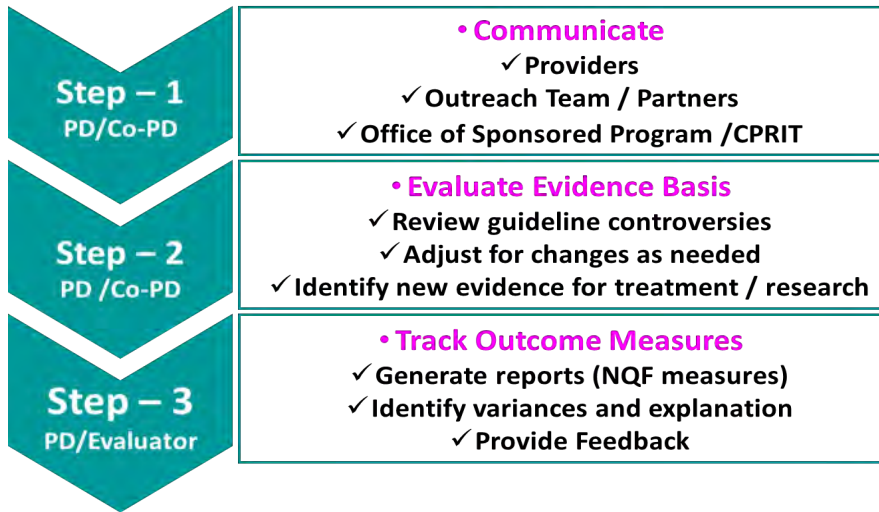 Step – 1
PD/Co-PD
• Communicate
✓ Providers
✓ Outreach Team / Partners
✓ Office of Sponsored Program /CPRIT
Step – 2
PD /Co-PD
• Evaluate Evidence Basis
✓ Review guideline controversies
✓ Adjust for changes as needed
✓ Identify new evidence for treatment / research
Step – 3
PD/Evaluator
• Track Outcome Measures
✓ Generate reports (NQF measures)
✓ Identify variances and explanation
✓ Provide Feedback